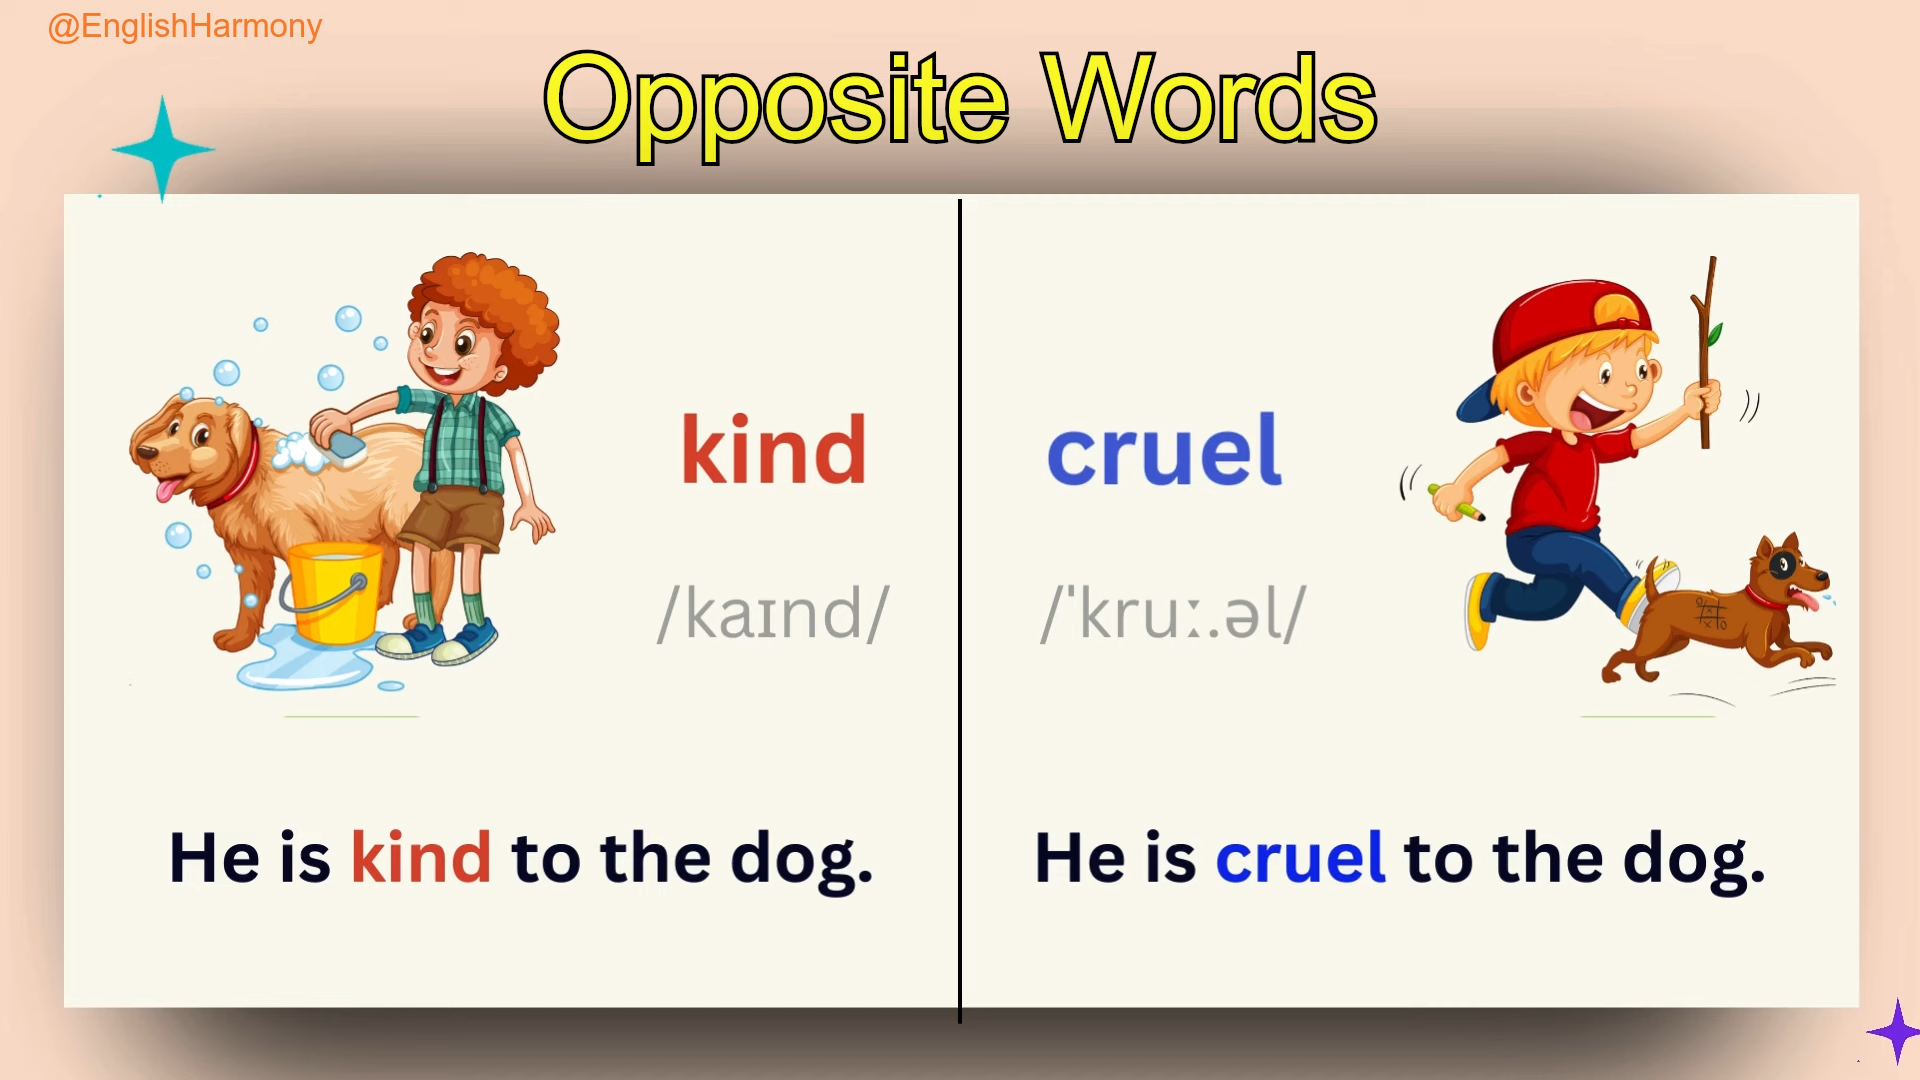 @EnglishHarmony
Opposite Words
kind
/kaɪnd/
He is kind to the dog.
cruel
/ˈkruː.əl/
He is cruel to the dog.